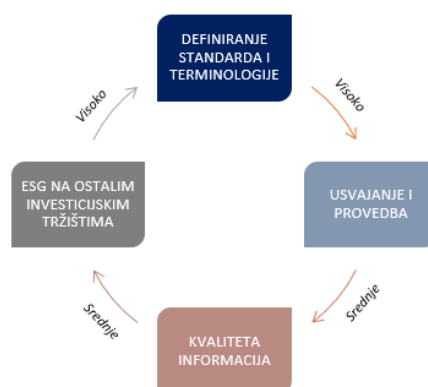 DEFINIRANJE
STANDARDA I
TERMINOLOGIJE
Visoko
Visoko
ESG NA OSTALIM
INVESTICIJSKIM
TRŽIŠTIMA
USVAJANJE I
PROVEDBA
Srednje
Srednje
KVALITETA
INFORMACIJA